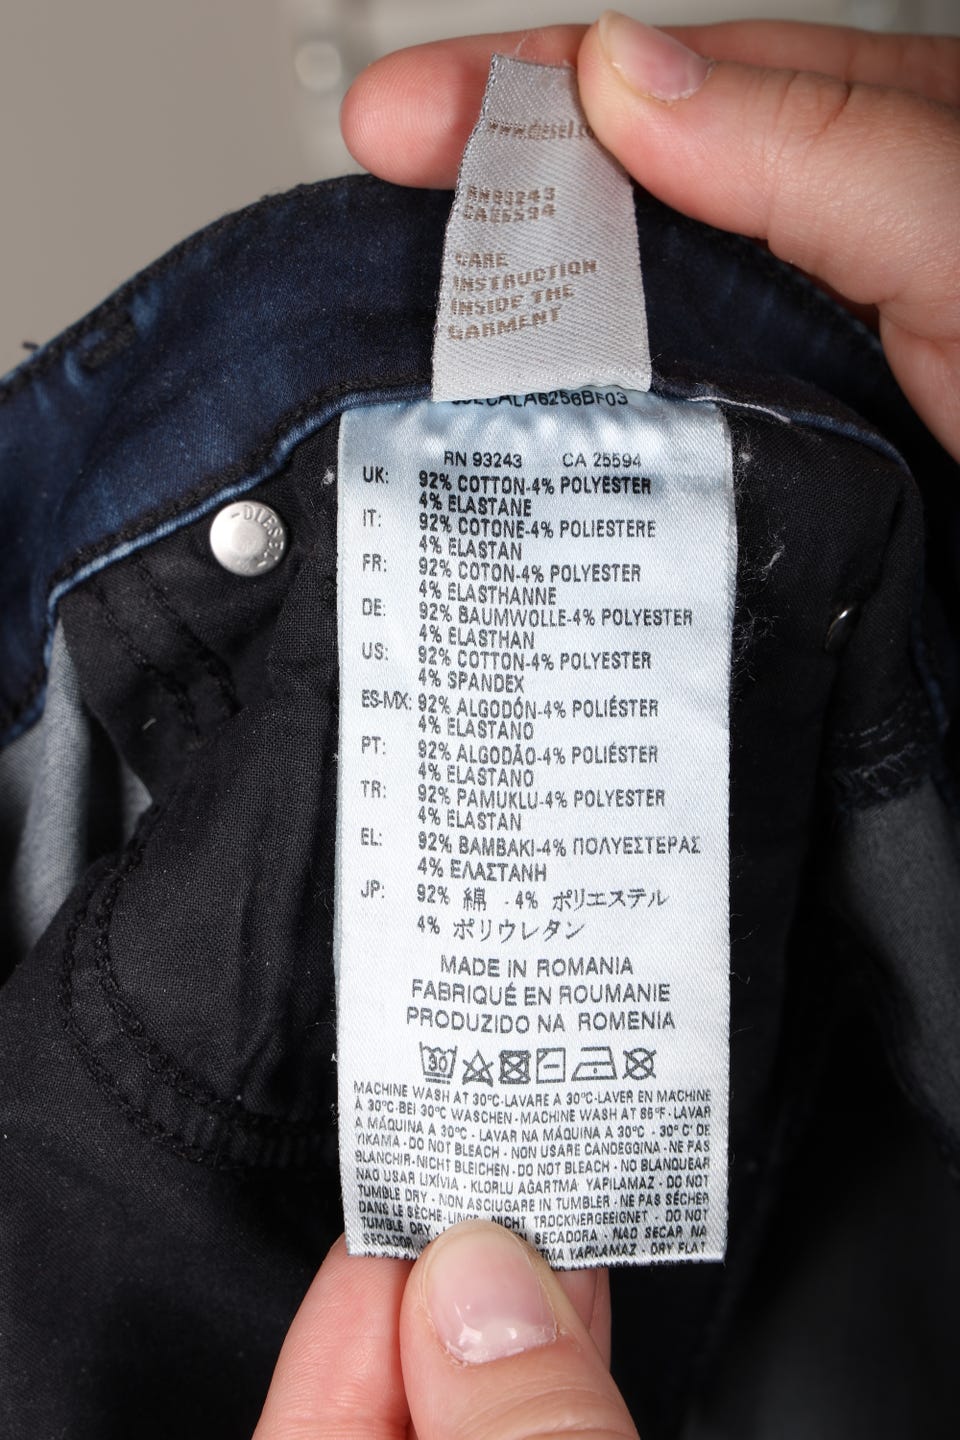 RN93243
CA25594
CARE
INSTRUCTION
INSIDE THE
GARMENT
RN 93243 CA 25594
UK: 92% COTTON-4% POLYESTER
4% ELASTANE
IT: 92% COTONE-4% POLIESTERE
4% ELASTAN
FR: 92% COTON-4% POLYESTER
4% ELASTHANNE
DE: 92% BAUMWOLLE-4% POLYESTER
4% ELASTHAN
US: 92% COTTON-4% POLYESTER
4% SPANDEX
ES-MX: 92% ALGODÓN-4% POLIÉSTER
4% ELASTANO
PT: 92% ALGODÃO-4% POLIÉSTER
4% ELASTANO
TR: 92% PAMUKLU-4% POLYESTER
4% ELASTAN
EL: 92% ΒΑΜΒΑΚΙ-4% ΠΟΛΥΕΣΤΕΡΑΣ
4% ΕΛΑΣΤΑΝΗ
JP: 92% 綿 - 4% ポリエステル
4% ポリウレタン
MADE IN ROMANIA
FABRIQUÉ EN ROUMANIE
PRODUZIDO NA ROMENIA
30
MACHINE WASH AT 30°C-LAVARE A 30°C-LAVER EN MACHINE
À 30°C-BEI 30°C WASCHEN - MACHINE WASH AT 86°F - LAVAR
A MÁQUINA A 30°C - LAVAR NA MÁQUINA A 30°C - 30° C' DE
YIKAMA - DO NOT BLEACH - NON USARE CANDEGGINA - NE PAS
BLANCHIR-NICHT BLEICHEN - DO NOT BLEACH - NO BLANQUEAR
NAO USAR LIXÍVIA - KLORLU AĞARTMA YAPILAMAZ - DO NOT
TUMBLE DRY - NON ASCIUGARE IN TUMBLER - NE PAS SÉCHER
DANS LE SÈCHE-LINGE - NICHT TROCKNERGEEIGNET - DO NOT
TUMBLE DRY - EN SECADORA - NAO SECAR NA
YAPILAMAZ - DRY FLAT